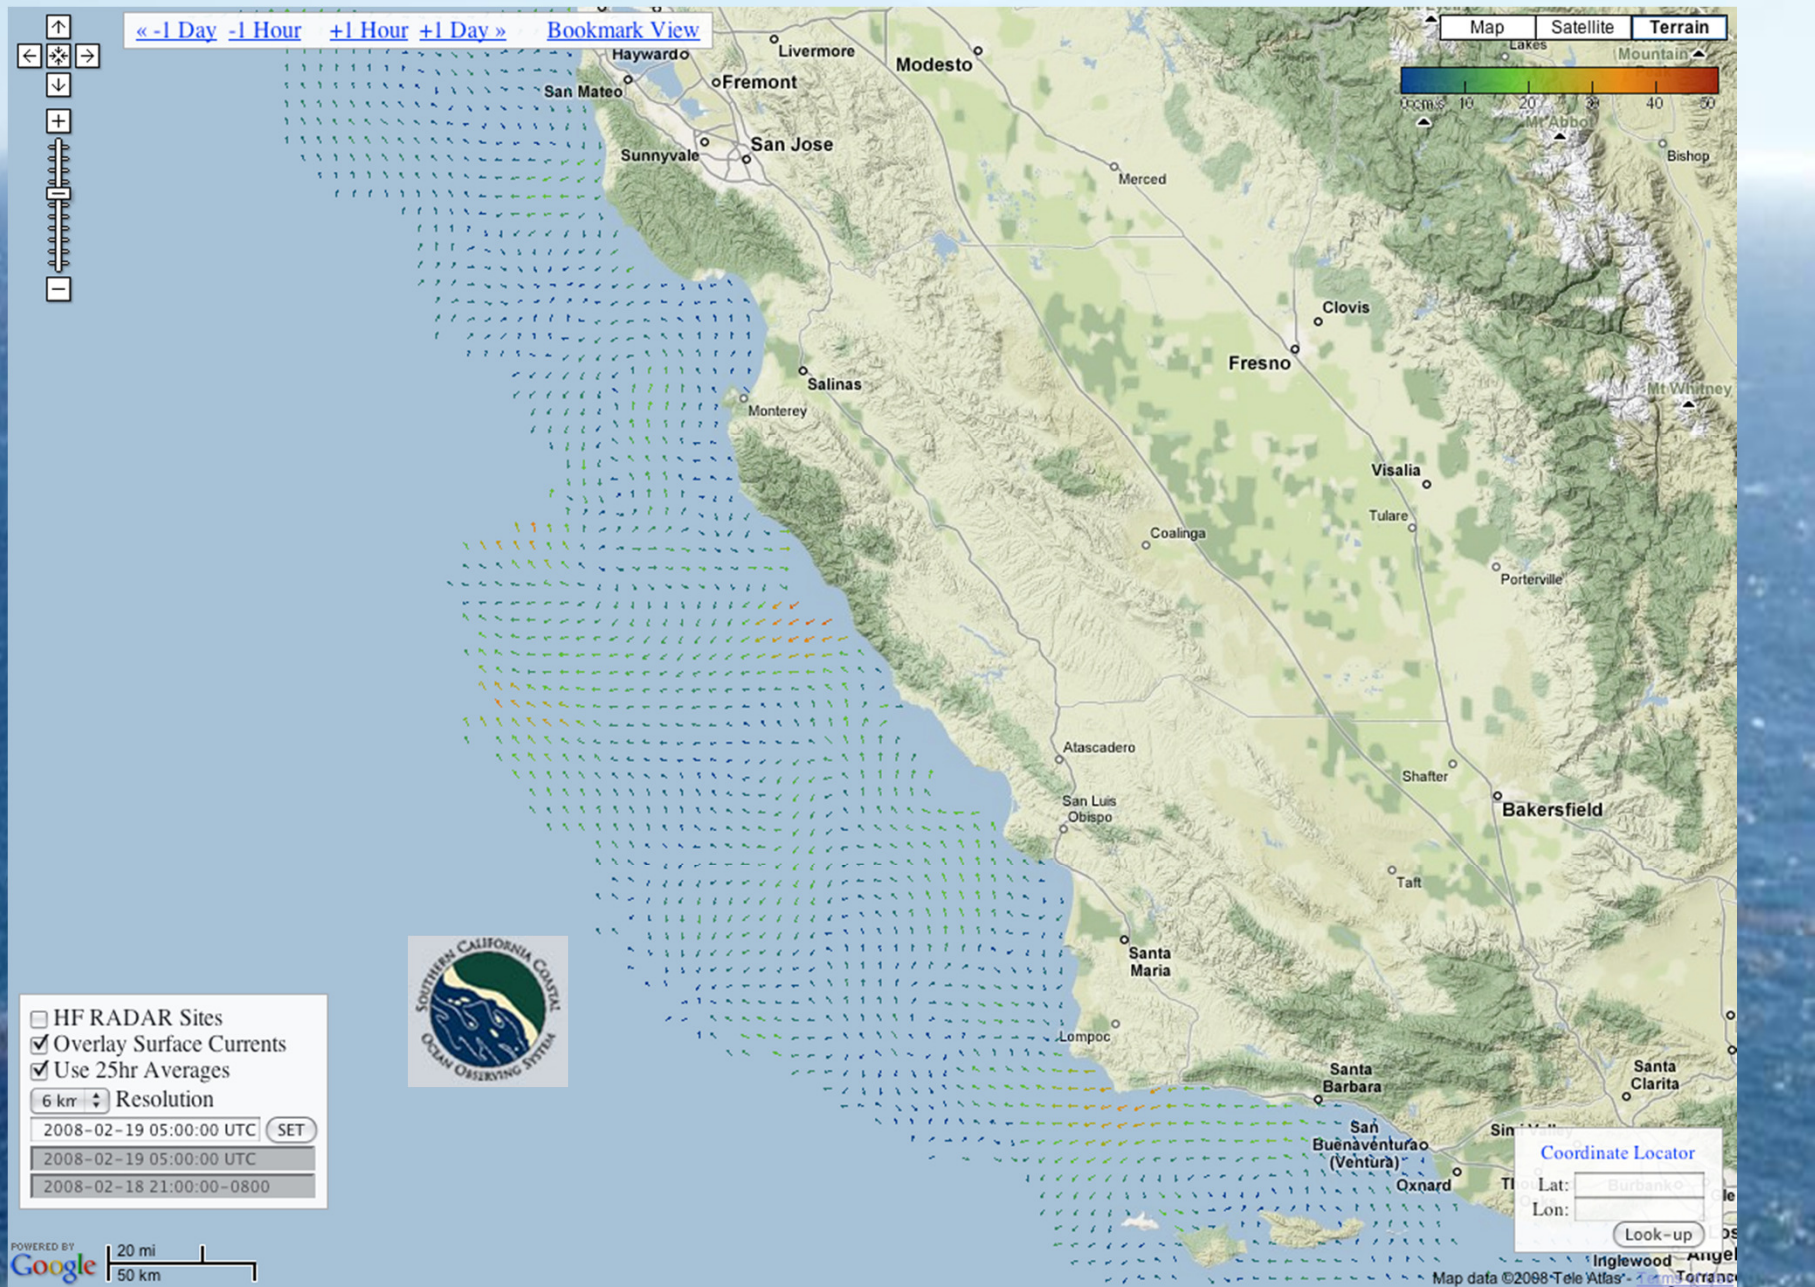 « -1 Day -1 Hour +1 Hour +1 Day » Bookmark View
Map Satellite Terrain
Lakes
Mountain
10 20 30 40 50
Mt Abbot
Bishop
Hayward
Livermore
Modesto
San Mateo
Fremont
Sunnyvale
San Jose
Merced
Clovis
Fresno
Salinas
Mt Whitney
Monterey
Visalia
Tulare
Coalinga
Porterville
Atascadero
Shafter
San Luis
Obispo
Bakersfield
Taft
Santa
Maria
Lompoc
Santa
Barbara
Santa
Clarita
San
Buenaventura
(Ventura)
Simi Valley
Oxnard
SOUTHERN CALIFORNIA COASTAL
OCEAN OBSERVING SYSTEM
HF RADAR Sites
Overlay Surface Currents
Use 25hr Averages
6 km Resolution
2008-02-19 05:00:00 UTC SET
2008-02-19 05:00:00 UTC
2008-02-18 21:00:00-0800
Coordinate Locator
Lat:
Burbank
Lon:
Look-up
Inglewood
POWERED BY
Google
20 mi
50 km
Map data ©2008 Tele Atlas - Terms
Torrance